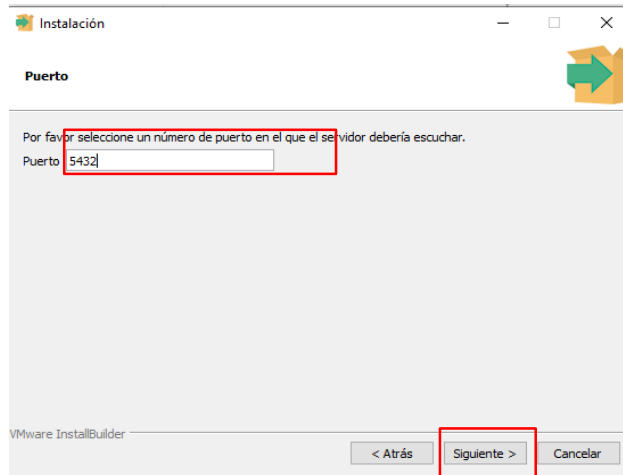 Instalación
Puerto
Por favor seleccione un número de puerto en el que el servidor debería escuchar.
Puerto 5432
VMware InstallBuilder
< Atrás Siguiente > Cancelar